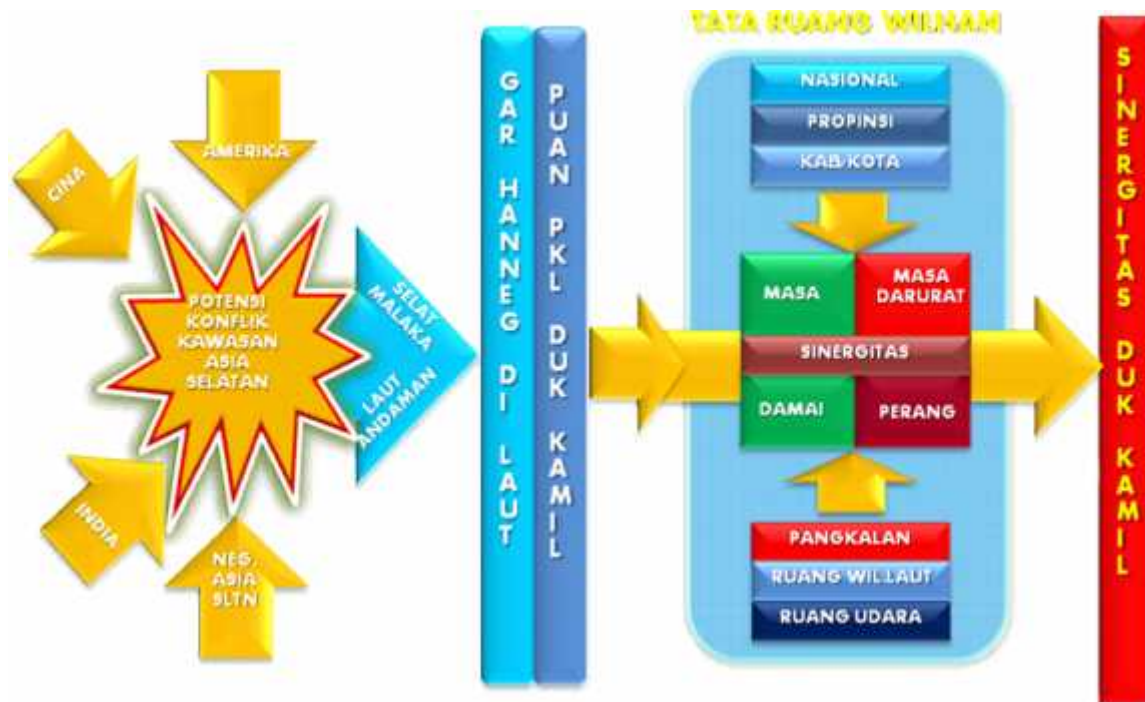 CINA
AMERIKA
POTENSI
KONFLIK
KAWASAN
ASIA
SELATAN
INDIA
NEG.
ASIA
SLTN
SELAT
MALAKA
LAUT
ANDAMAN
GAR HANNEG DI LAUT
PUAN PKL DUK KAMIL
TATA RUANG WILHAN
NASIONAL
PROPINSI
KAB/KOTA
MASA
MASA
DARURAT
SINERGITAS
DAMAI
PERANG
PANGKALAN
RUANG WIL.LAUT
RUANG UDARA
SINERGITAS DUK KAMIL